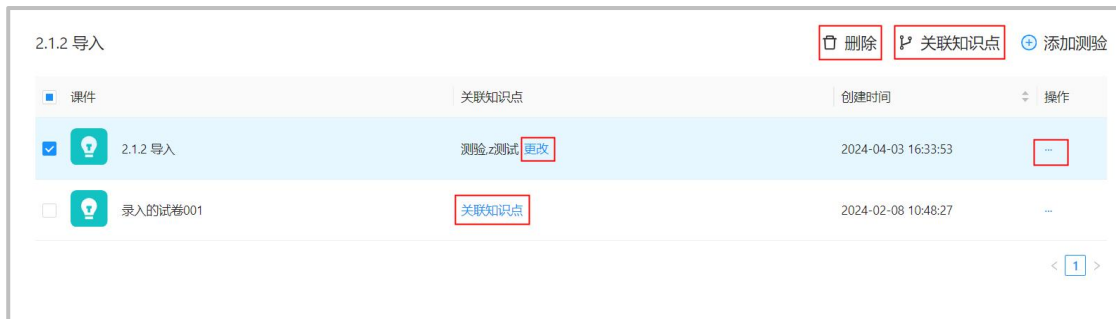 2.1.2 导入 删除 关联知识点 添加测验
课件 关联知识点 创建时间 操作
2.1.2 导入 测验,z测试 更改 2024-04-03 16:33:53 ...
录入的试卷001 关联知识点 2024-02-08 10:48:27 ...
< 1 >